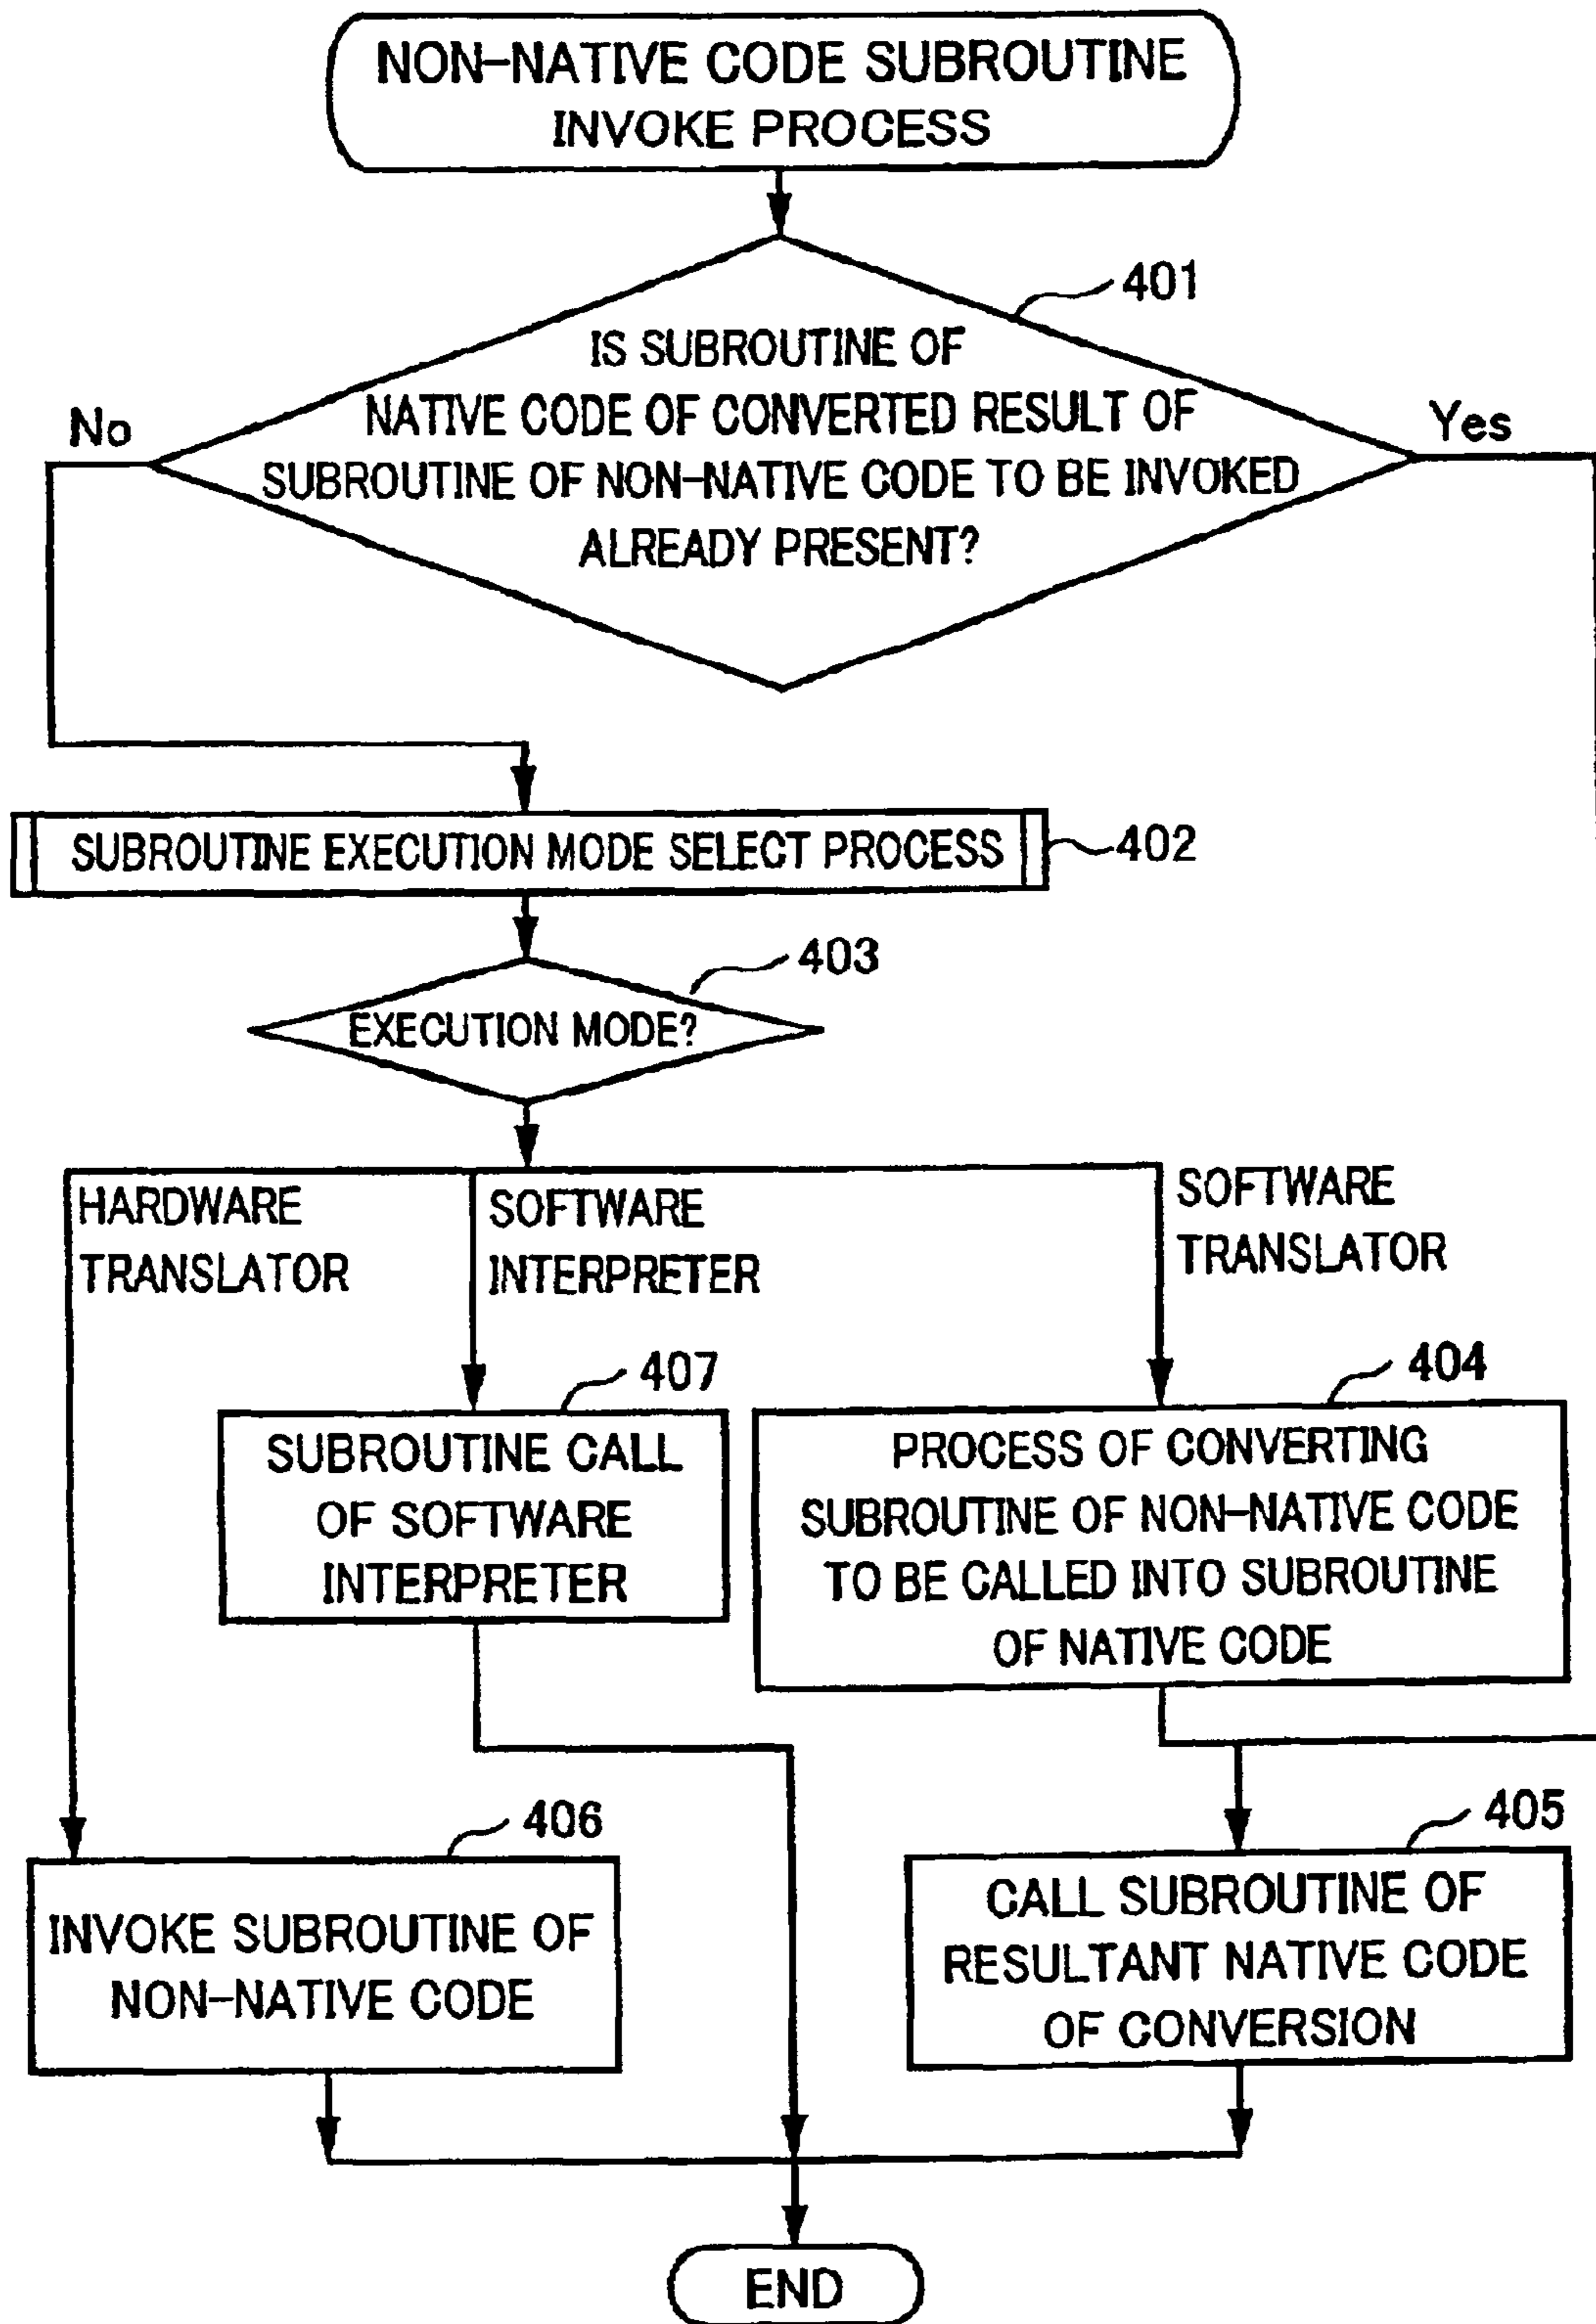 NON-NATIVE CODE SUBROUTINE
INVOKE PROCESS
401
IS SUBROUTINE OF
NATIVE CODE OF CONVERTED RESULT OF
SUBROUTINE OF NON-NATIVE CODE TO BE INVOKED
ALREADY PRESENT?
No
Yes
SUBROUTINE EXECUTION MODE SELECT PROCESS
402
403
EXECUTION MODE?
HARDWARE
TRANSLATOR
SOFTWARE
INTERPRETER
SOFTWARE
TRANSLATOR
407
SUBROUTINE CALL
OF SOFTWARE
INTERPRETER
404
PROCESS OF CONVERTING
SUBROUTINE OF NON-NATIVE CODE
TO BE CALLED INTO SUBROUTINE
OF NATIVE CODE
406
INVOKE SUBROUTINE OF
NON-NATIVE CODE
405
CALL SUBROUTINE OF
RESULTANT NATIVE CODE
OF CONVERSION
END